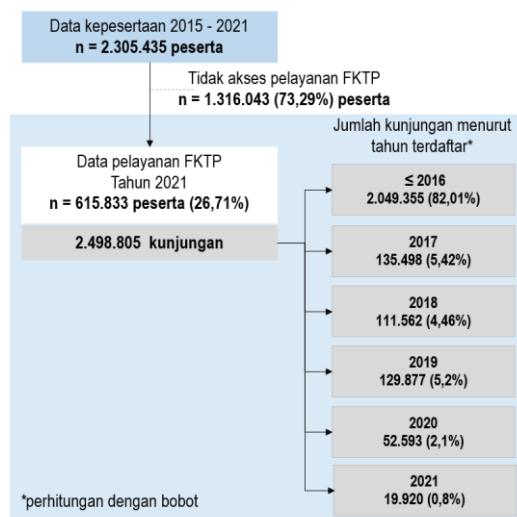 Data kepesertaan 2015 - 2021
n = 2.305.435 peserta
Tidak akses pelayanan FKTP
n = 1.316.043 (73,29%) peserta
Data pelayanan FKTP
Tahun 2021
n = 615.833 peserta (26,71%)
2.498.805 kunjungan
Jumlah kunjungan menurut
tahun terdaftar*
≤ 2016
2.049.355 (82,01%)
2017
135.498 (5,42%)
2018
111.562 (4,46%)
2019
129.877 (5,2%)
2020
52.593 (2,1%)
2021
19.920 (0,8%)
*perhitungan dengan bobot